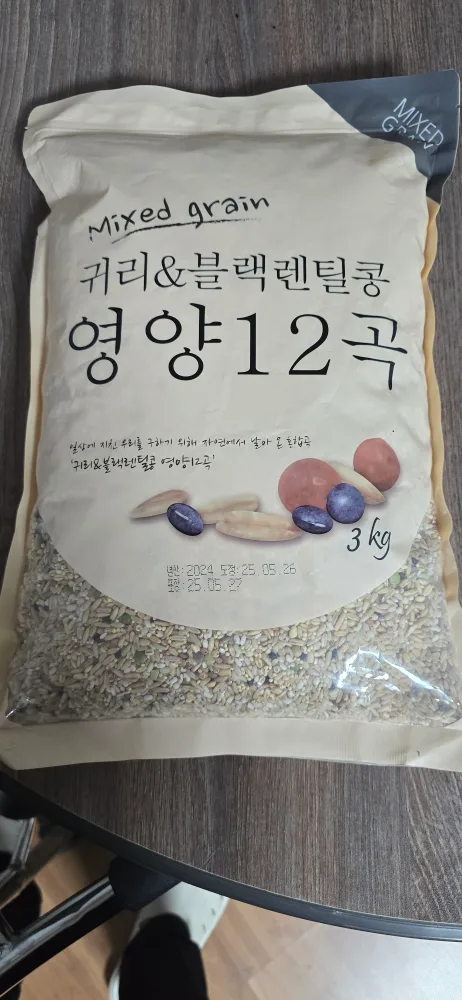 MIXED
GRAIN
Mixed grain
귀리&블랙렌틸콩
영양12곡
일상에 지친 우리를 구하기 위해 자연에서 날아 온 혼합곡
'귀리&블랙렌틸콩 영양12곡'
3kg
년산:2024 도정:25.05.26
포장:25.05.27